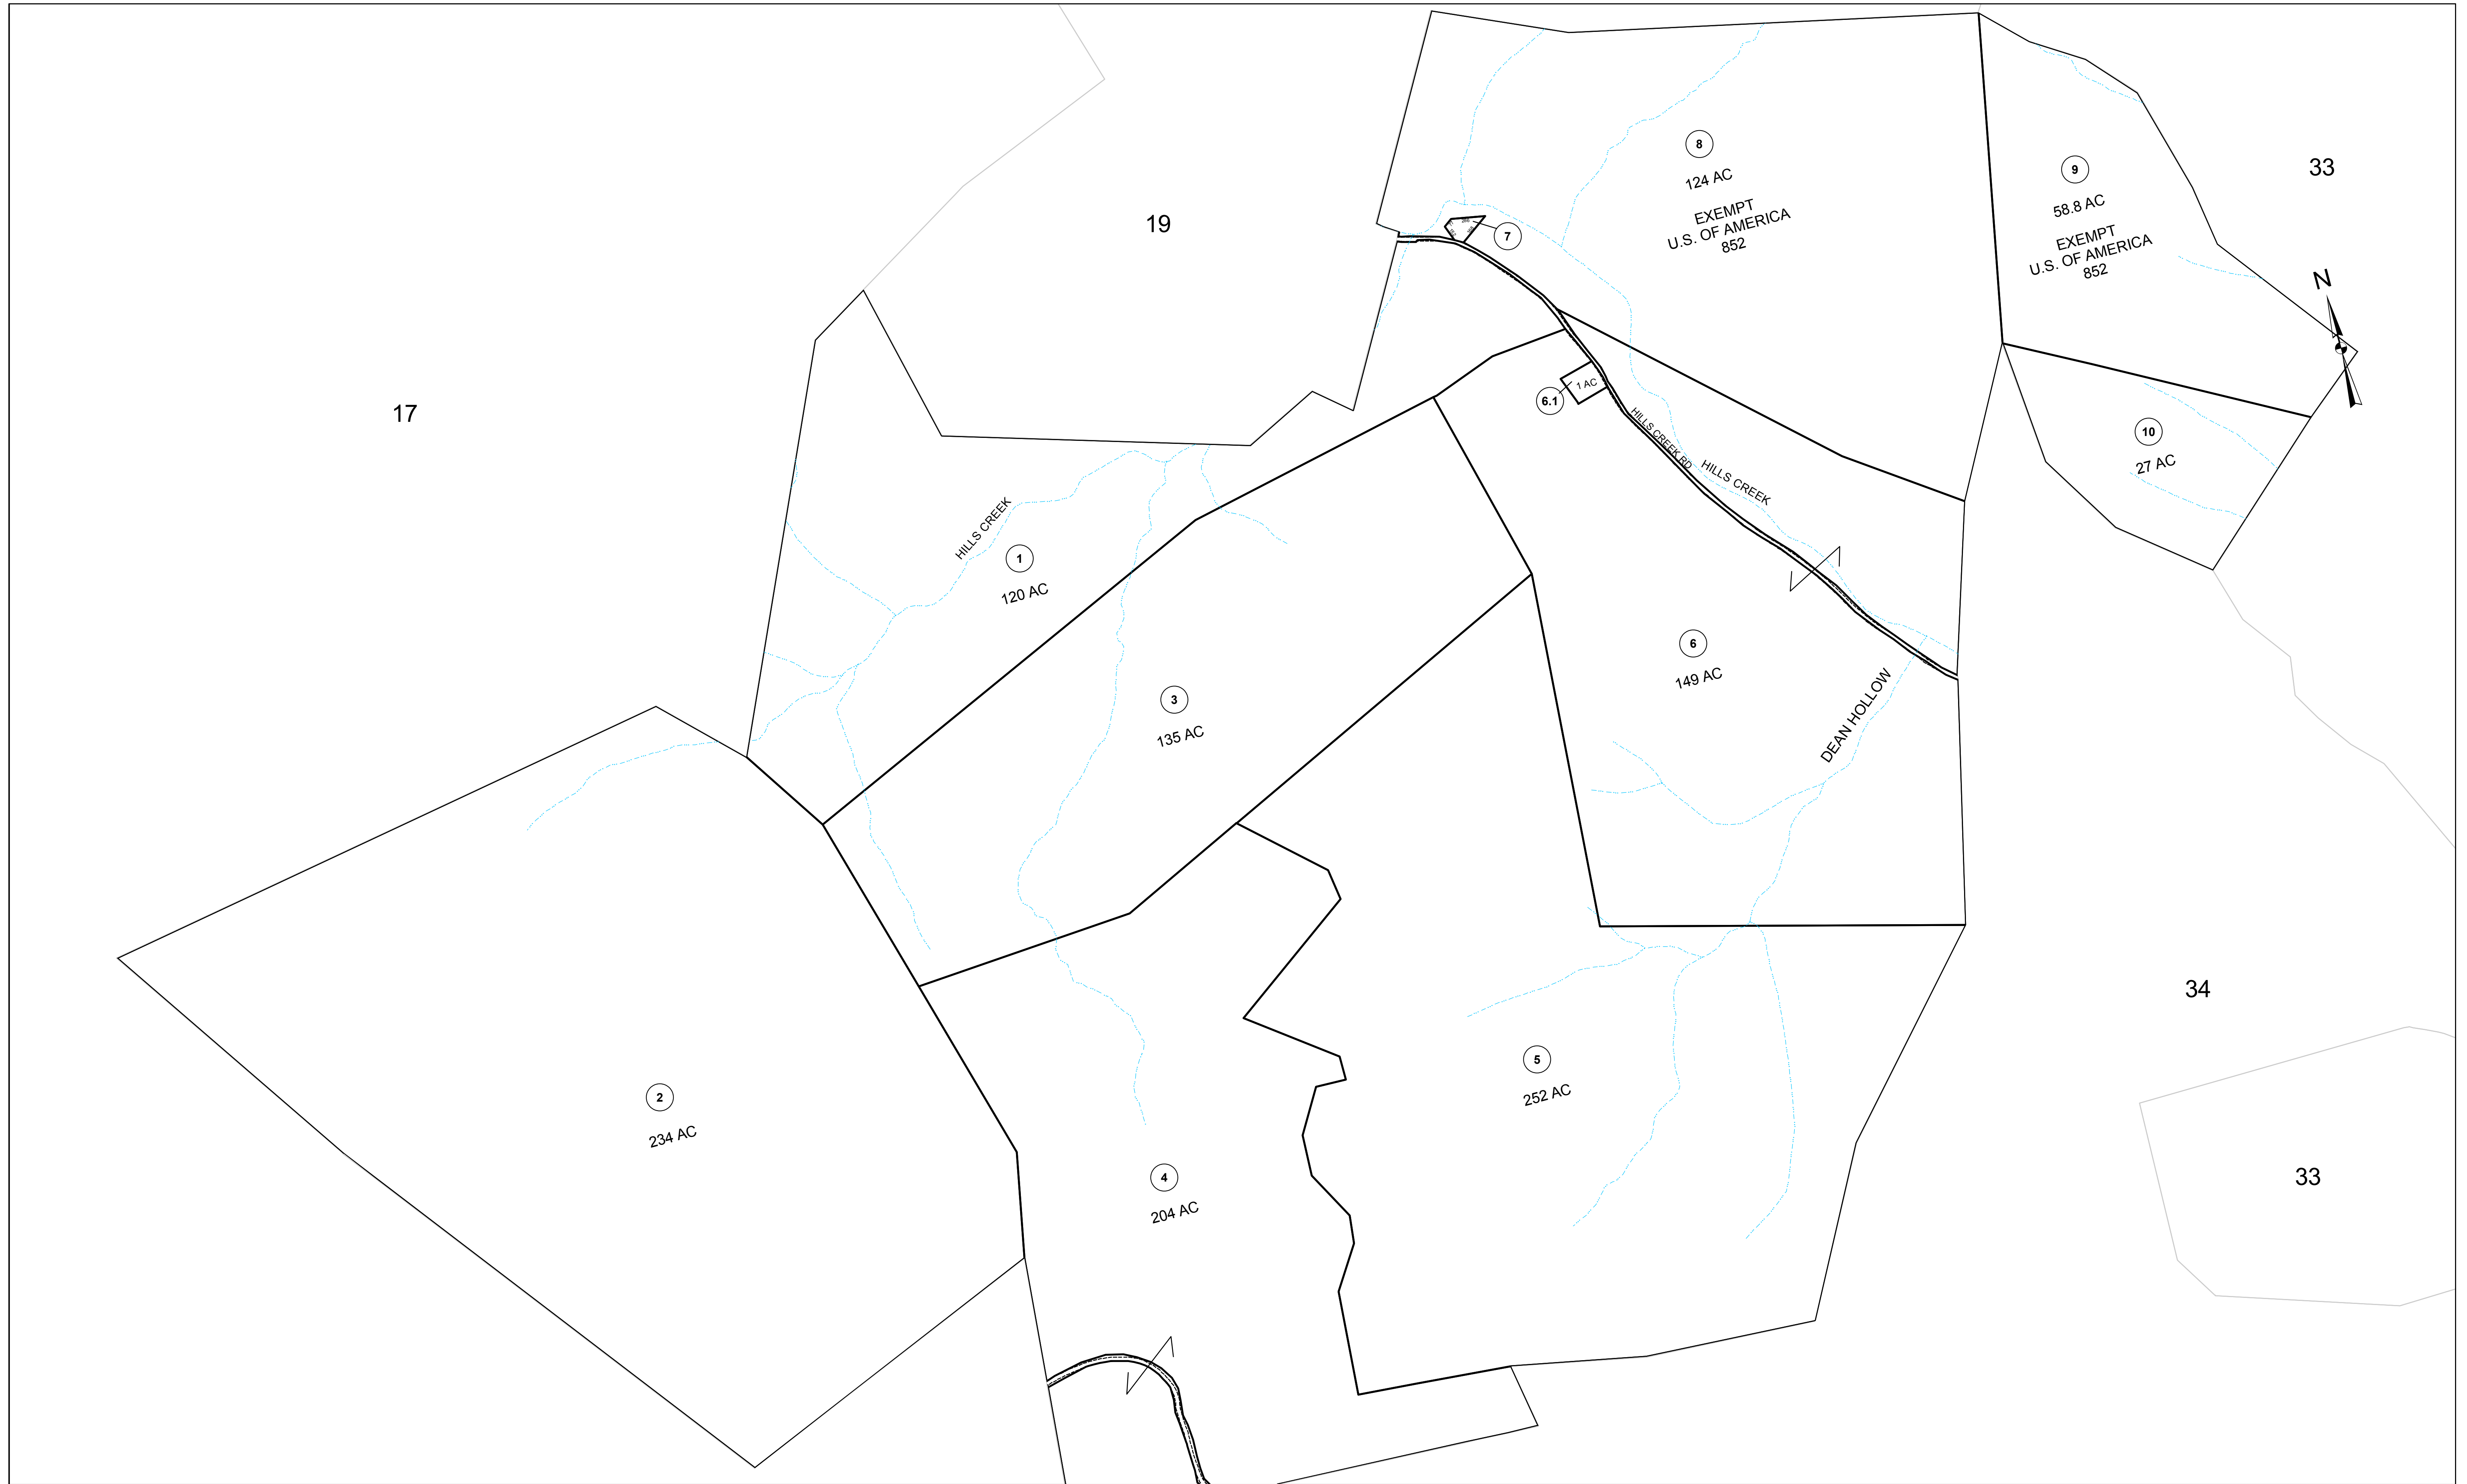 8
124 AC
EXEMPT
U.S. OF AMERICA
852
9
58.8 AC
EXEMPT
U.S. OF AMERICA
852
33
19
7
N
17
1 AC
6.1
HILLS CREEK RD
HILLS CREEK
10
27 AC
HILLS CREEK
1
120 AC
6
149 AC
DEAN HOLLOW
3
135 AC
34
5
252 AC
2
234 AC
4
204 AC
33